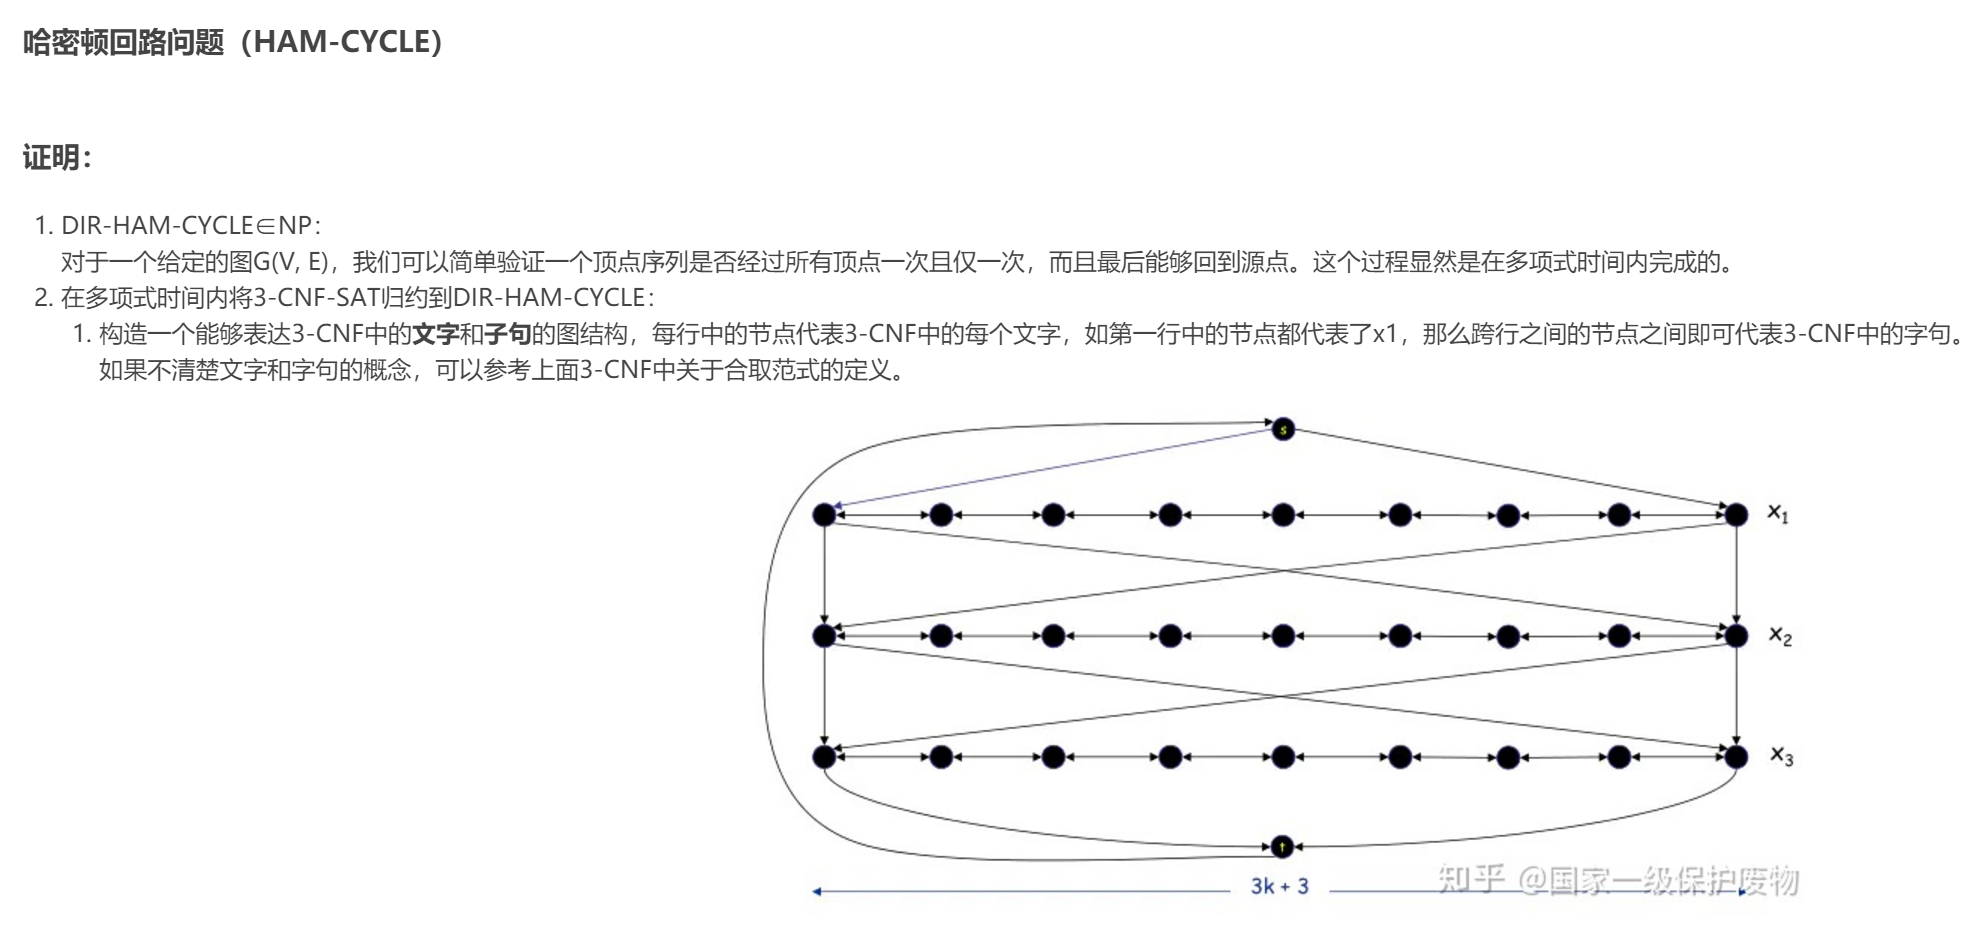 哈密顿回路问题（HAM-CYCLE）
证明：
1. DIR-HAM-CYCLE∈NP：
对于一个给定的图G(V, E)，我们可以简单验证一个顶点序列是否经过所有顶点一次且仅一次，而且最后能够回到源点。这个过程显然是在多项式时间内完成的。
2. 在多项式时间内将3-CNF-SAT归约到DIR-HAM-CYCLE：
1. 构造一个能够表达3-CNF中的文字和子句的图结构，每行中的节点代表3-CNF中的每个文字，如第一行中的节点都代表了x1，那么跨行之间的节点之间即可代表3-CNF中的字句。
如果不清楚文字和字句的概念，可以参考上面3-CNF中关于合取范式的定义。
s
x₁
x₂
x₃
t
3k + 3
知乎 @国家一级保护废物